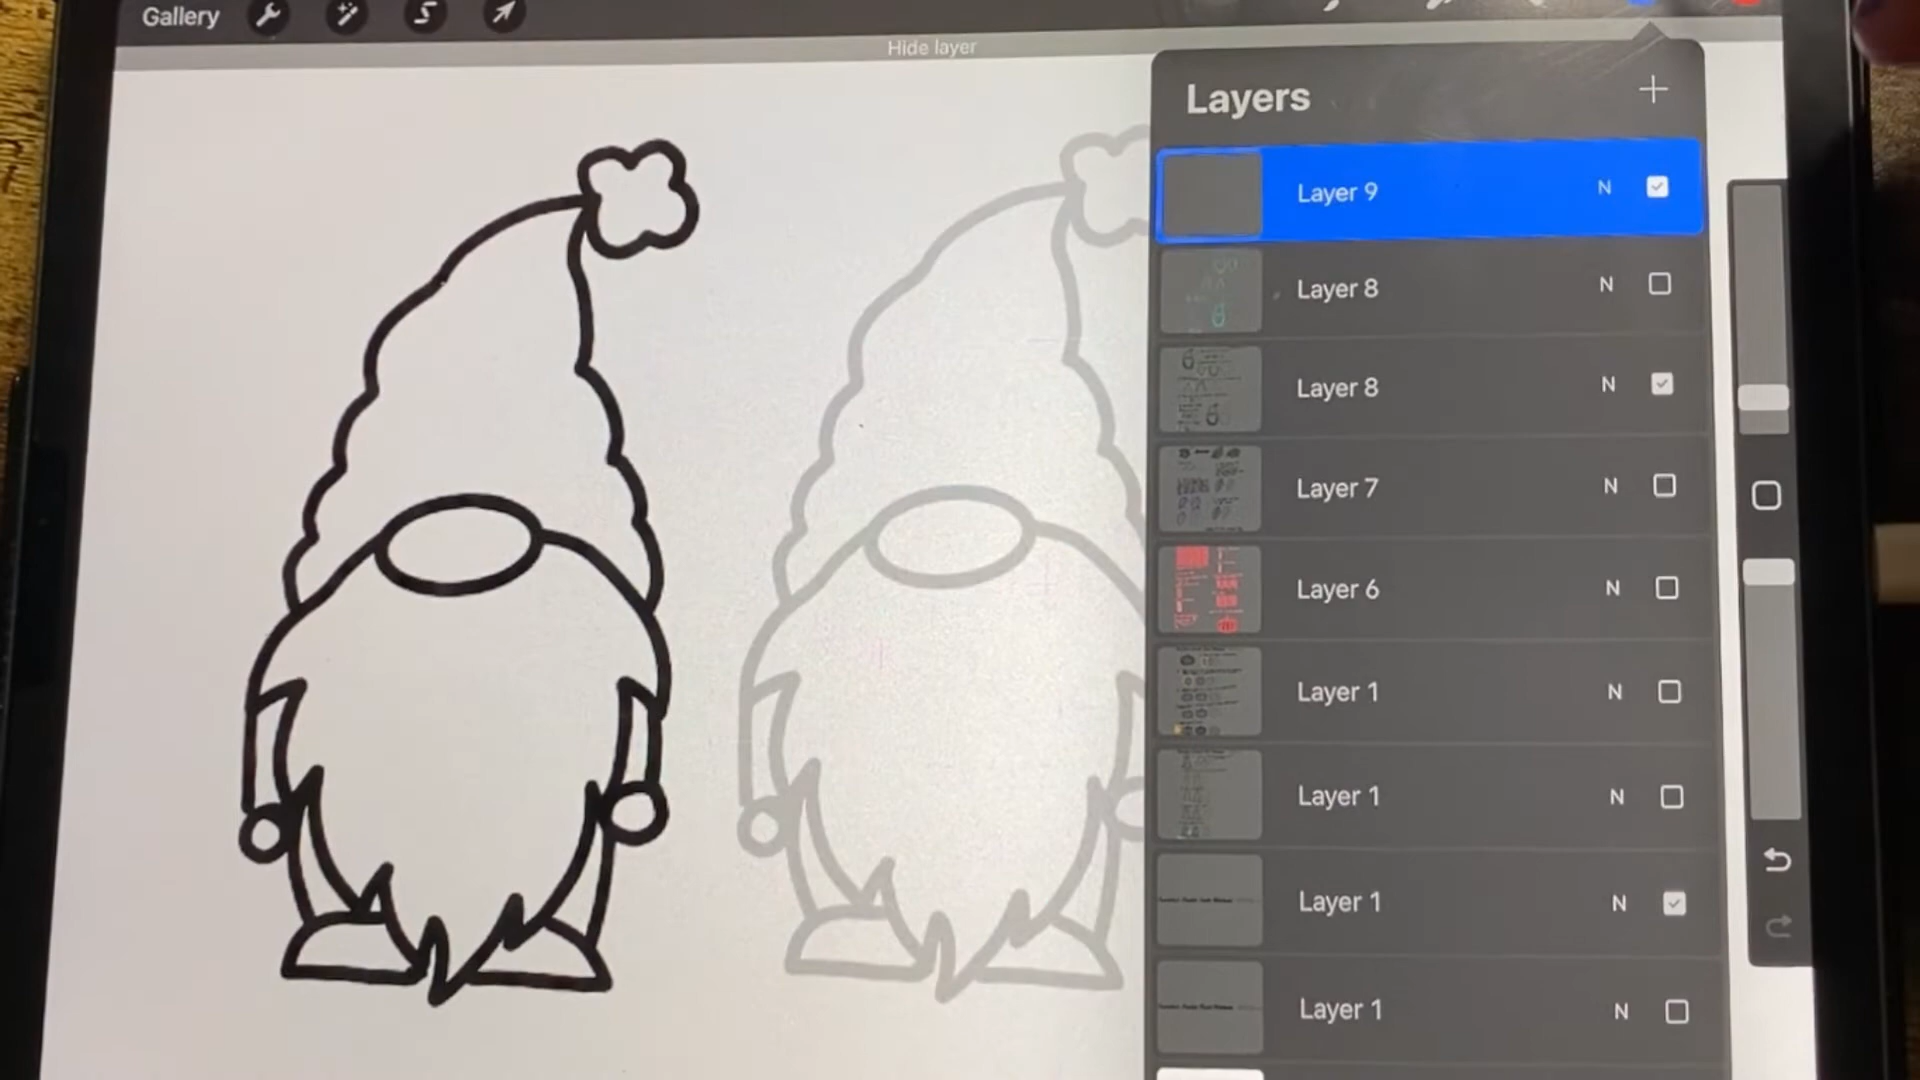 Gallery
Hide layer
Layers
Layer 9 N
Layer 8 N
Layer 8 N
Layer 7 N
Layer 6 N
Layer 1 N
Layer 1 N
Layer 1 N
Layer 1 N